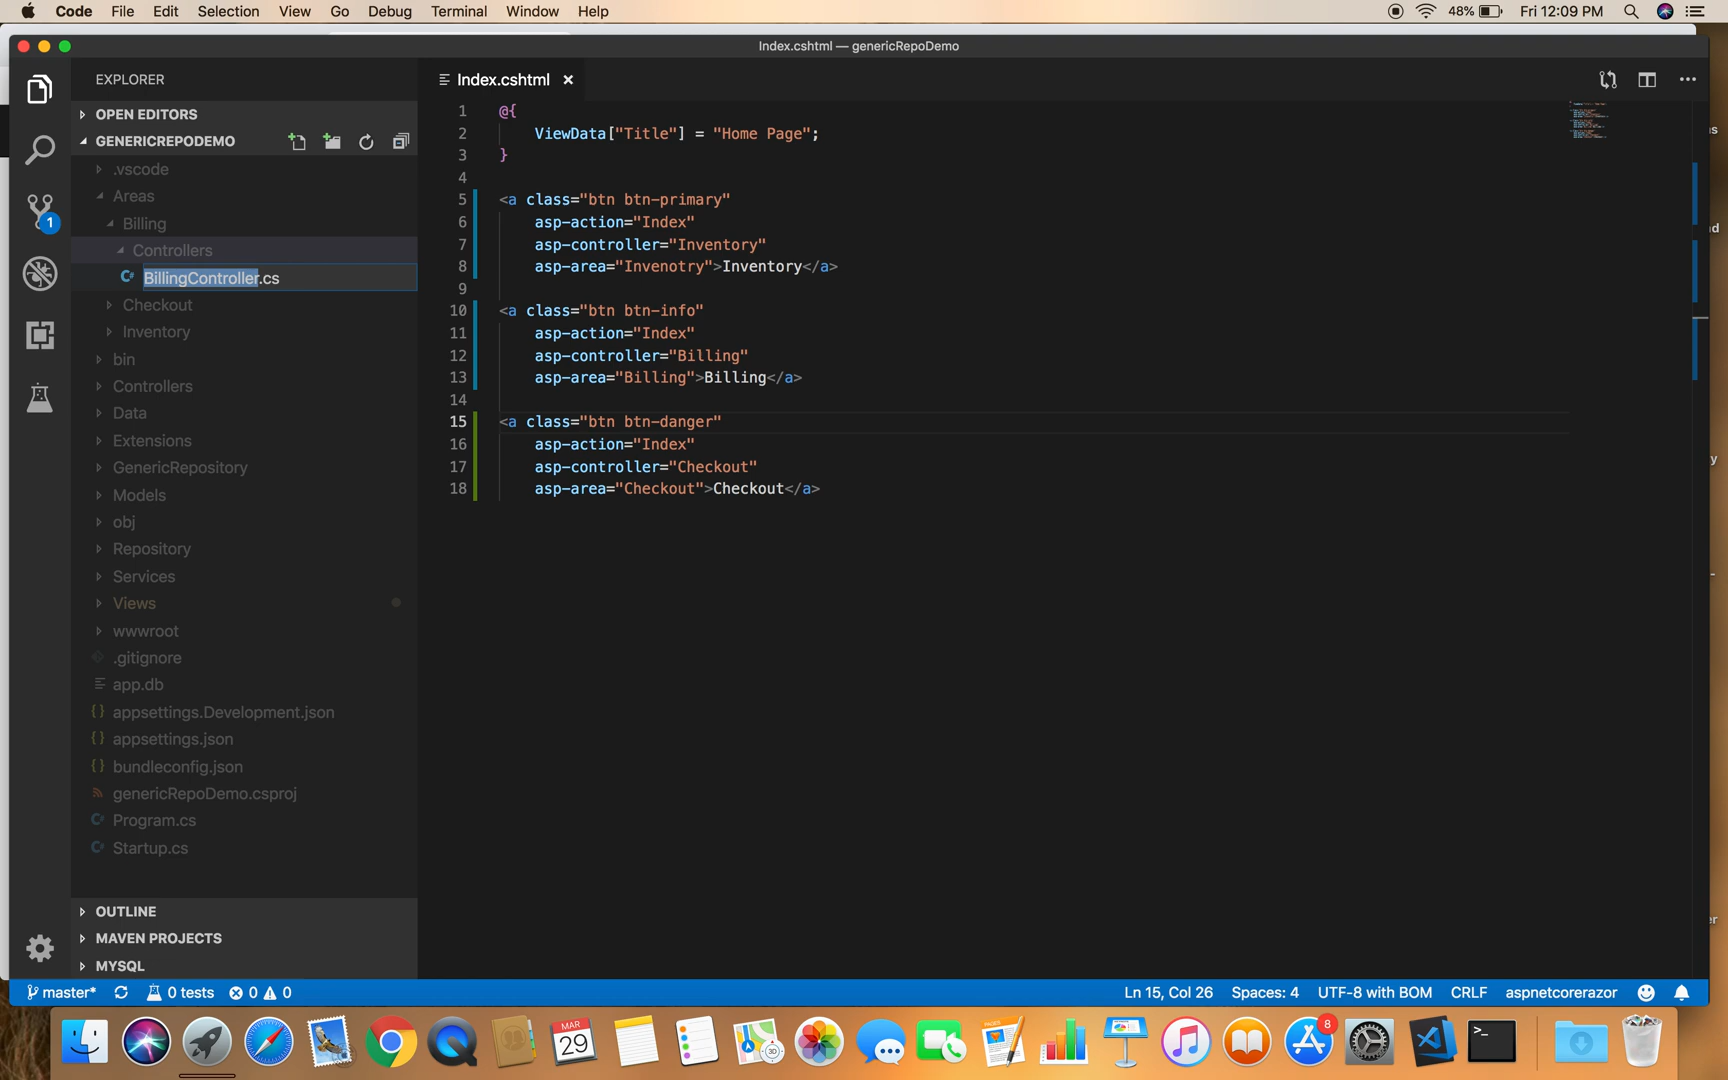 Code File Edit Selection View Go Debug Terminal Window Help 48% Fri 12:09 PM
Index.cshtml — genericRepoDemo
EXPLORER
OPEN EDITORS
GENERICREPODEMO
.vscode
Areas
Billing
Controllers
BillingController.cs
Checkout
Inventory
bin
Controllers
Data
Extensions
GenericRepository
Models
obj
Repository
Services
Views
wwwroot
.gitignore
app.db
appsettings.Development.json
appsettings.json
bundleconfig.json
genericRepoDemo.csproj
Program.cs
Startup.cs
OUTLINE
MAVEN PROJECTS
MYSQL
1
Index.cshtml
1 @{
2 ViewData["Title"] = "Home Page";
3 }
4
5 <a class="btn btn-primary"
6 asp-action="Index"
7 asp-controller="Inventory"
8 asp-area="Invenotry">Inventory</a>
9
10 <a class="btn btn-info"
11 asp-action="Index"
12 asp-controller="Billing"
13 asp-area="Billing">Billing</a>
14
15 <a class="btn btn-danger"
16 asp-action="Index"
17 asp-controller="Checkout"
18 asp-area="Checkout">Checkout</a>
master* 0 tests 0 0 Ln 15, Col 26 Spaces: 4 UTF-8 with BOM CRLF aspnetcorerazor
MAR
29
3D
PAGES
8
>_